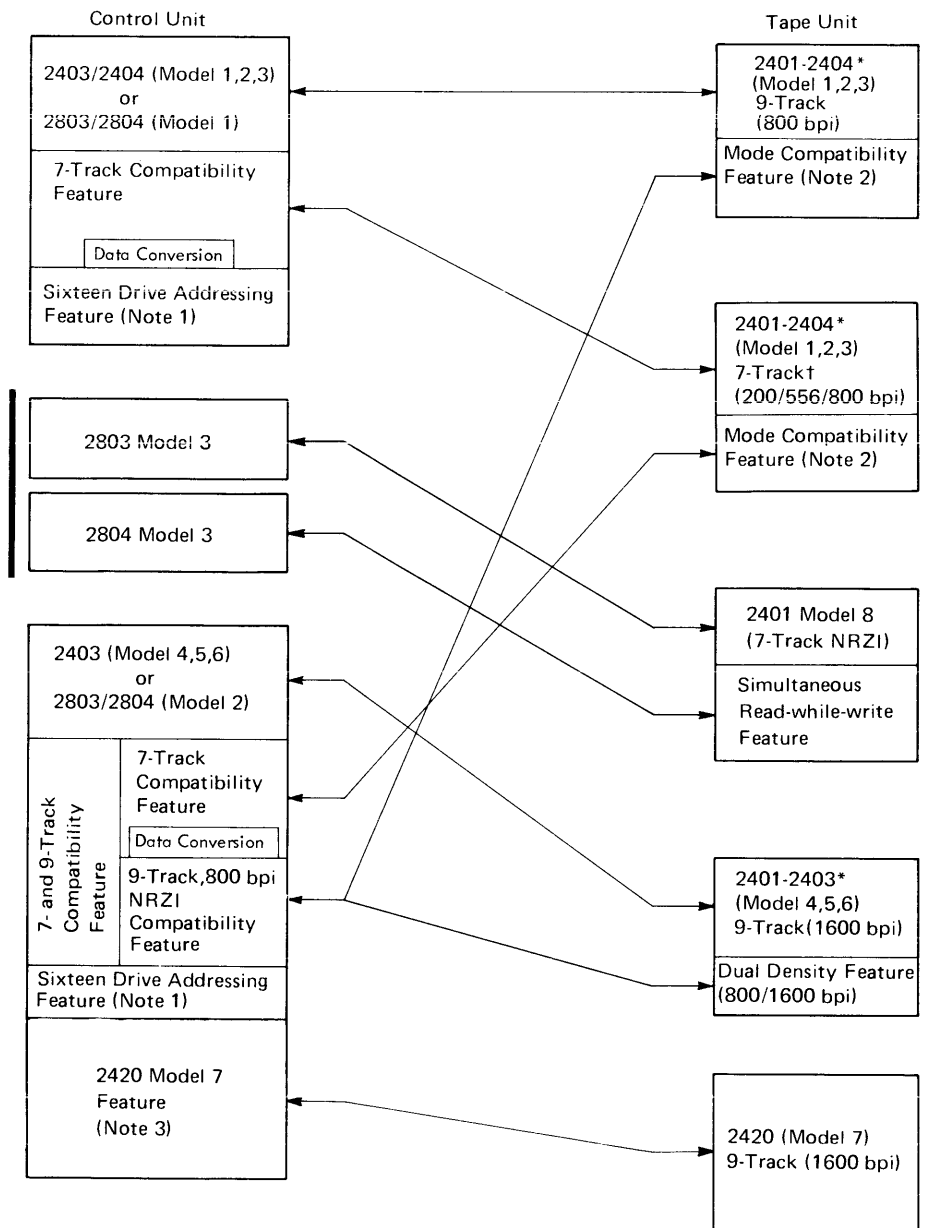 Control Unit
2403/2404 (Model 1,2,3)
or
2803/2804 (Model 1)
7-Track Compatibility
Feature
Data Conversion
Sixteen Drive Addressing
Feature (Note 1)
2803 Model 3
2804 Model 3
2403 (Model 4,5,6)
or
2803/2804 (Model 2)
7- and 9-Track
Compatibility
Feature
7-Track
Compatibility
Feature
Data Conversion
9-Track,800 bpi
NRZI
Compatibility
Feature
Sixteen Drive Addressing
Feature (Note 1)
2420 Model 7
Feature
(Note 3)
Tape Unit
2401-2404*
(Model 1,2,3)
9-Track
(800 bpi)
Mode Compatibility
Feature (Note 2)
2401-2404*
(Model 1,2,3)
7-Track†
(200/556/800 bpi)
Mode Compatibility
Feature (Note 2)
2401 Model 8
(7-Track NRZI)
Simultaneous
Read-while-write
Feature
2401-2403*
(Model 4,5,6)
9-Track(1600 bpi)
Dual Density Feature
(800/1600 bpi)
2420 (Model 7)
9-Track (1600 bpi)